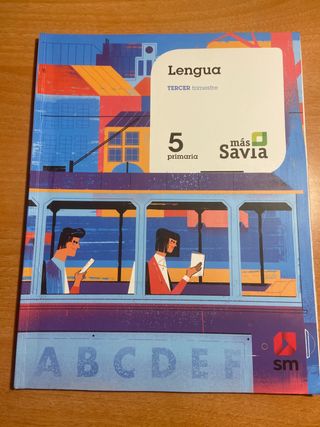 Lengua
TERCER trimestre
5
primaria
más
Savia
ABCDEF
sm